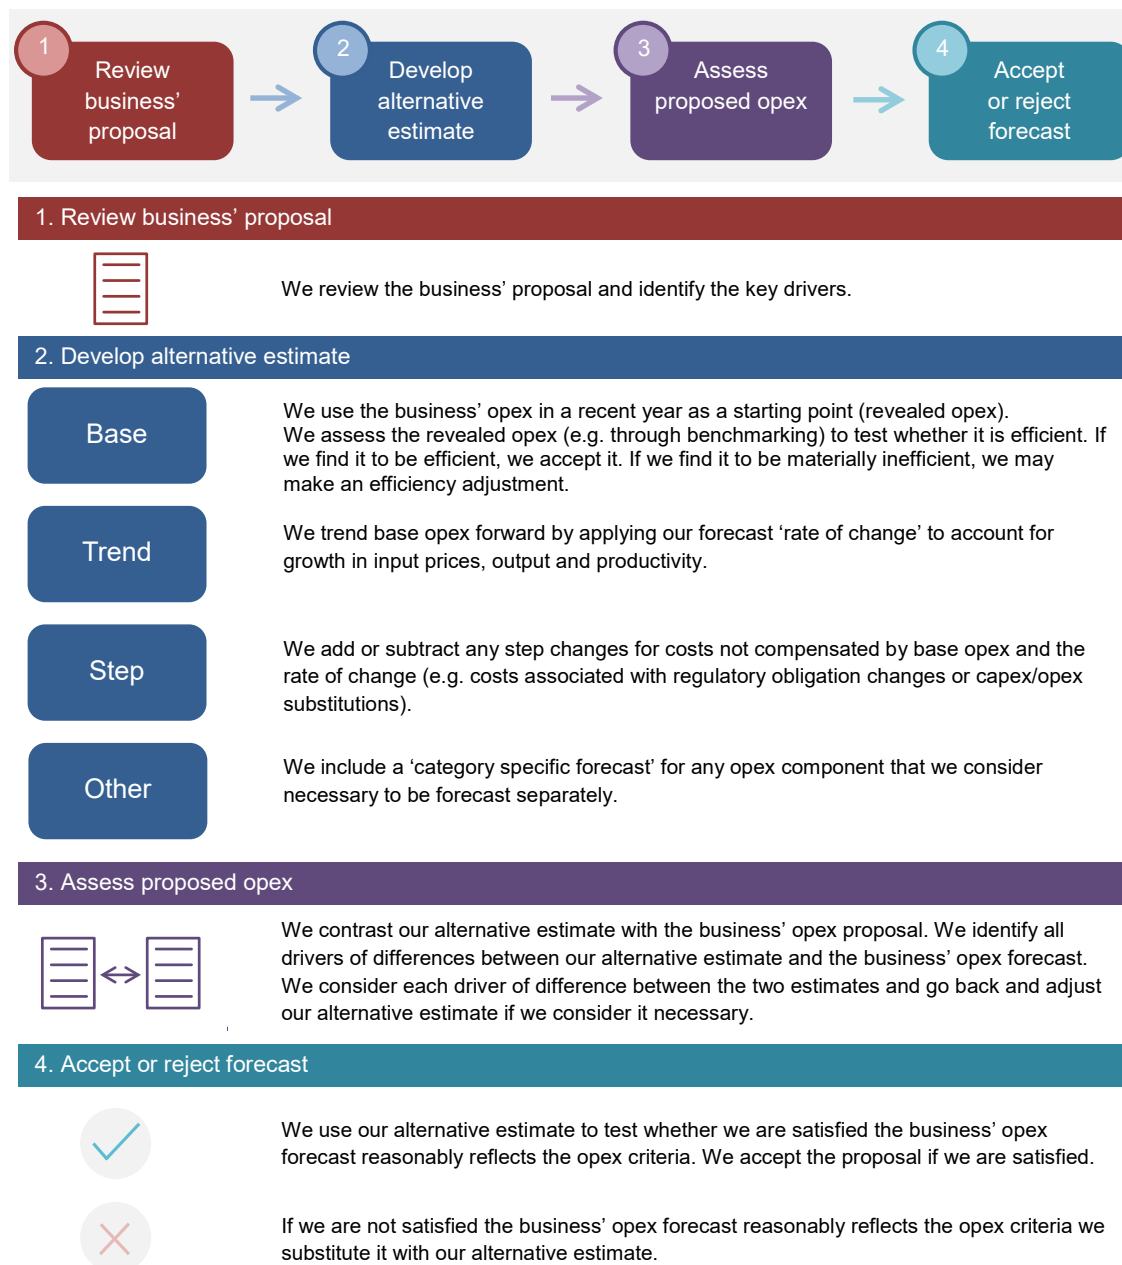 1
Review
business’
proposal
2
Develop
alternative
estimate
3
Assess
proposed opex
4
Accept
or reject
forecast
1. Review business’ proposal
We review the business’ proposal and identify the key drivers.
2. Develop alternative estimate
Base
We use the business’ opex in a recent year as a starting point (revealed opex).
We assess the revealed opex (e.g. through benchmarking) to test whether it is efficient. If
we find it to be efficient, we accept it. If we find it to be materially inefficient, we may
make an efficiency adjustment.
Trend
We trend base opex forward by applying our forecast ‘rate of change’ to account for
growth in input prices, output and productivity.
Step
We add or subtract any step changes for costs not compensated by base opex and the
rate of change (e.g. costs associated with regulatory obligation changes or capex/opex
substitutions).
Other
We include a ‘category specific forecast’ for any opex component that we consider
necessary to be forecast separately.
3. Assess proposed opex
We contrast our alternative estimate with the business’ opex proposal. We identify all
drivers of differences between our alternative estimate and the business’ opex forecast.
We consider each driver of difference between the two estimates and go back and adjust
our alternative estimate if we consider it necessary.
4. Accept or reject forecast
We use our alternative estimate to test whether we are satisfied the business’ opex
forecast reasonably reflects the opex criteria. We accept the proposal if we are satisfied.
If we are not satisfied the business’ opex forecast reasonably reflects the opex criteria we
substitute it with our alternative estimate.